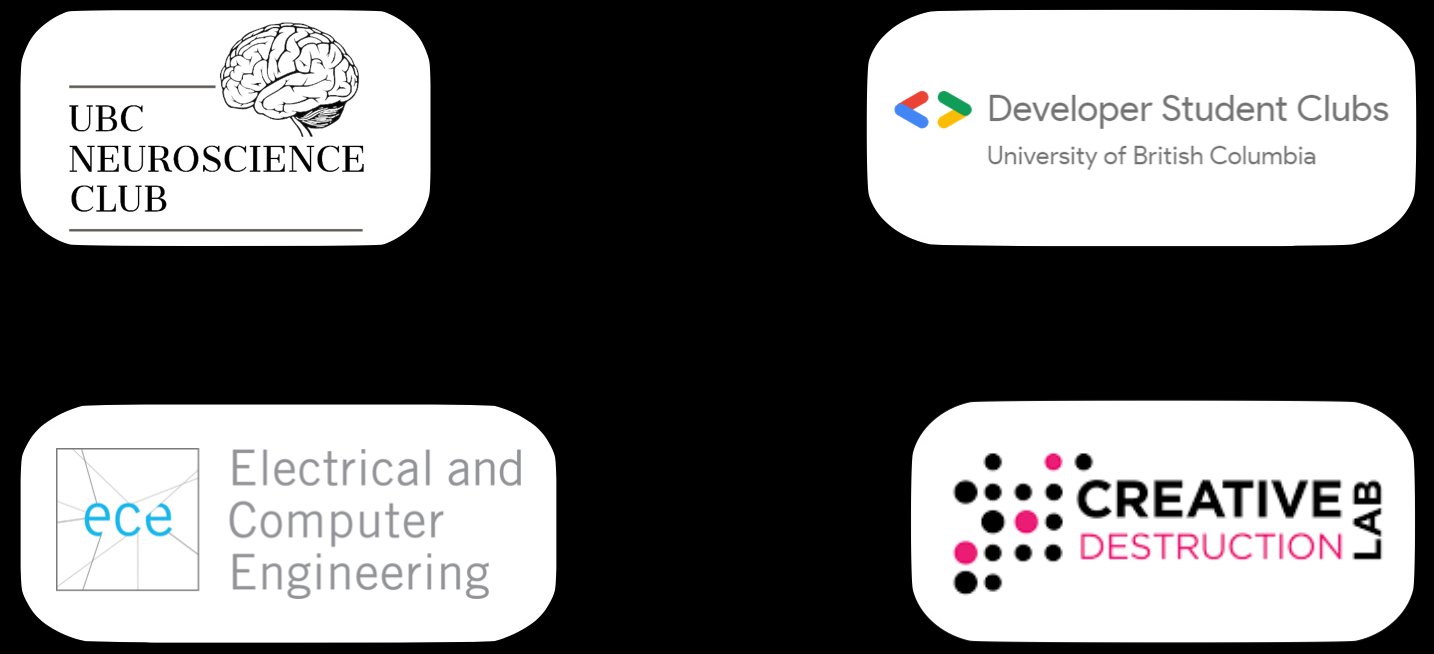 UBC
NEUROSCIENCE
CLUB
Developer Student Clubs
University of British Columbia
ece
Electrical and
Computer
Engineering
CREATIVE
DESTRUCTION
LAB